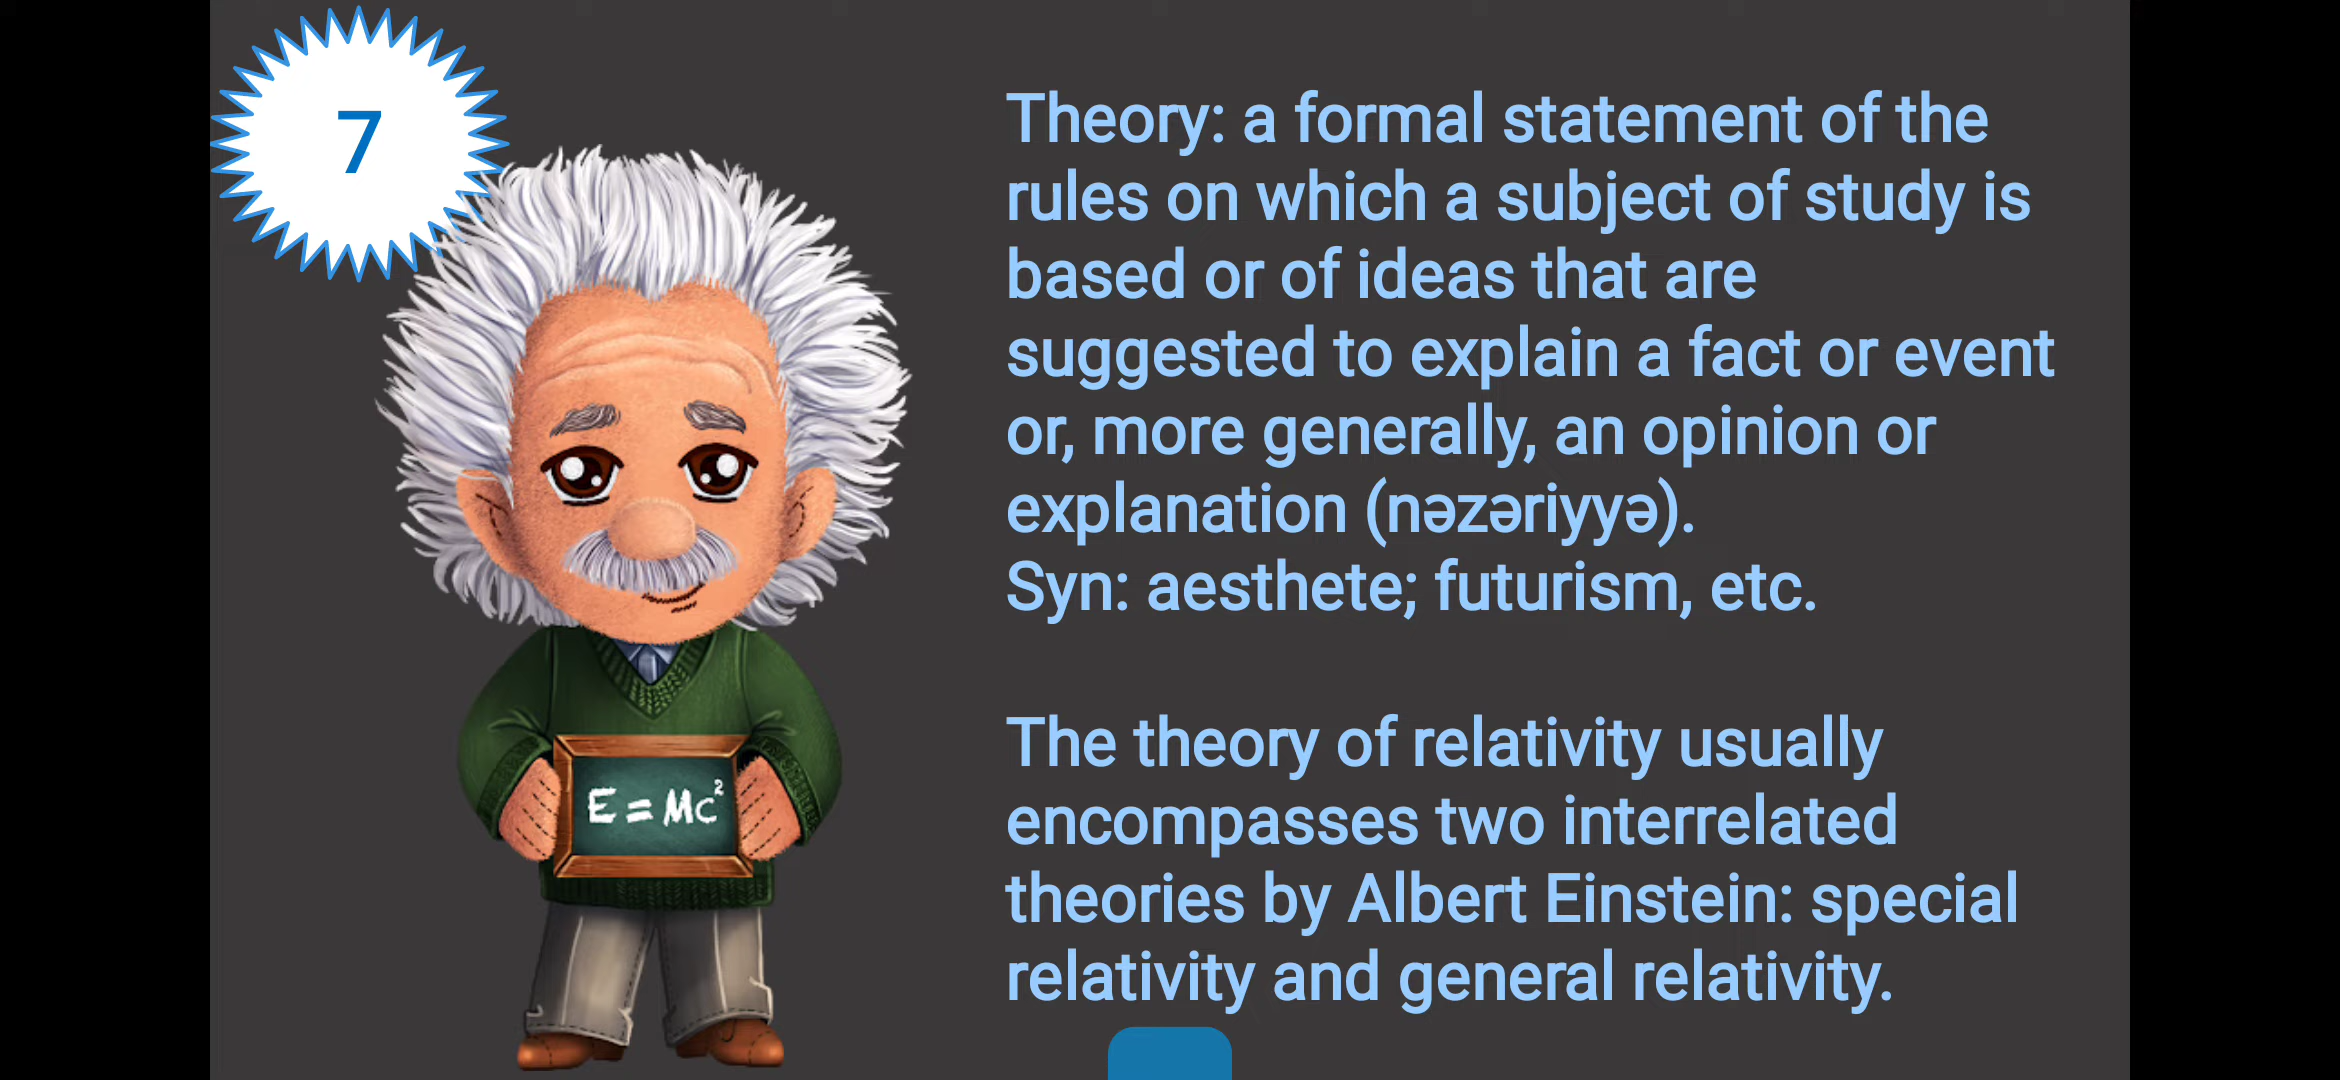 7
Theory: a formal statement of the
rules on which a subject of study is
based or of ideas that are
suggested to explain a fact or event
or, more generally, an opinion or
explanation (nəzəriyyə).
Syn: aesthete; futurism, etc.
The theory of relativity usually
encompasses two interrelated
theories by Albert Einstein: special
relativity and general relativity.
E = Mc²